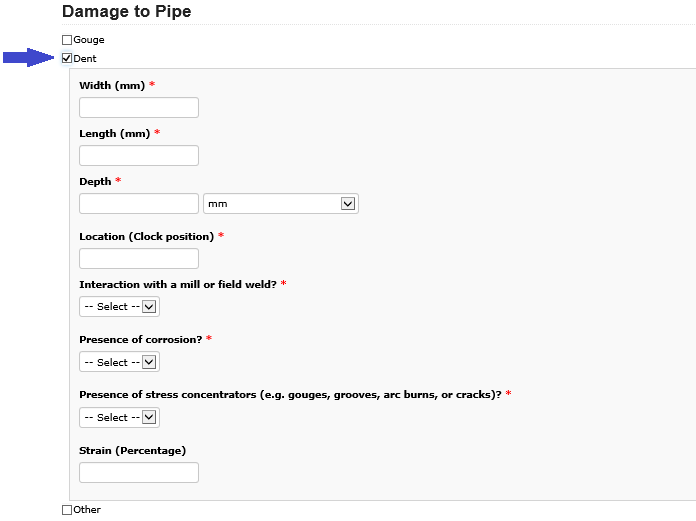 Damage to Pipe
Gouge
Dent
Width (mm) *
Length (mm) *
Depth *
mm
Location (Clock position) *
Interaction with a mill or field weld? *
-- Select --
Presence of corrosion? *
-- Select --
Presence of stress concentrators (e.g. gouges, grooves, arc burns, or cracks)? *
-- Select --
Strain (Percentage)
Other